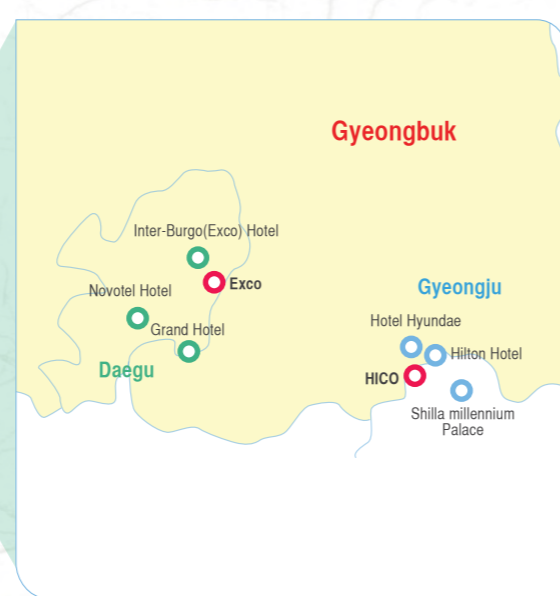 Gyeongbuk
Inter-Burgo(Exco) Hotel
Exco
Novotel Hotel
Grand Hotel
Daegu
Gyeongju
Hotel Hyundae
Hilton Hotel
HICO
Shilla millennium
Palace